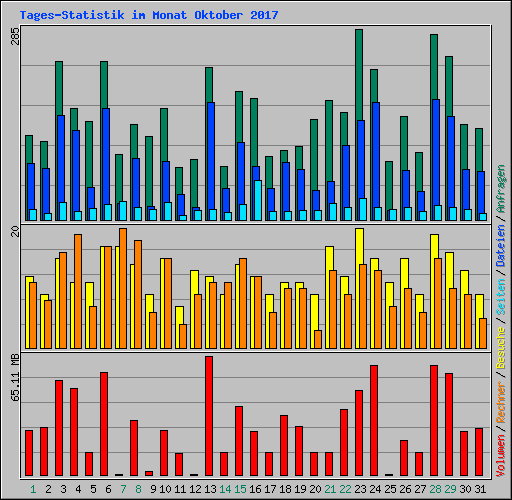 Tages-Statistik im Monat Oktober 2017
285
20
65.11 MB
Volumen / Rechner / Besuche / Seiten / Dateien / Anfragen
1 2 3 4 5 6 7 8 9 10 11 12 13 14 15 16 17 18 19 20 21 22 23 24 25 26 27 28 29 30 31